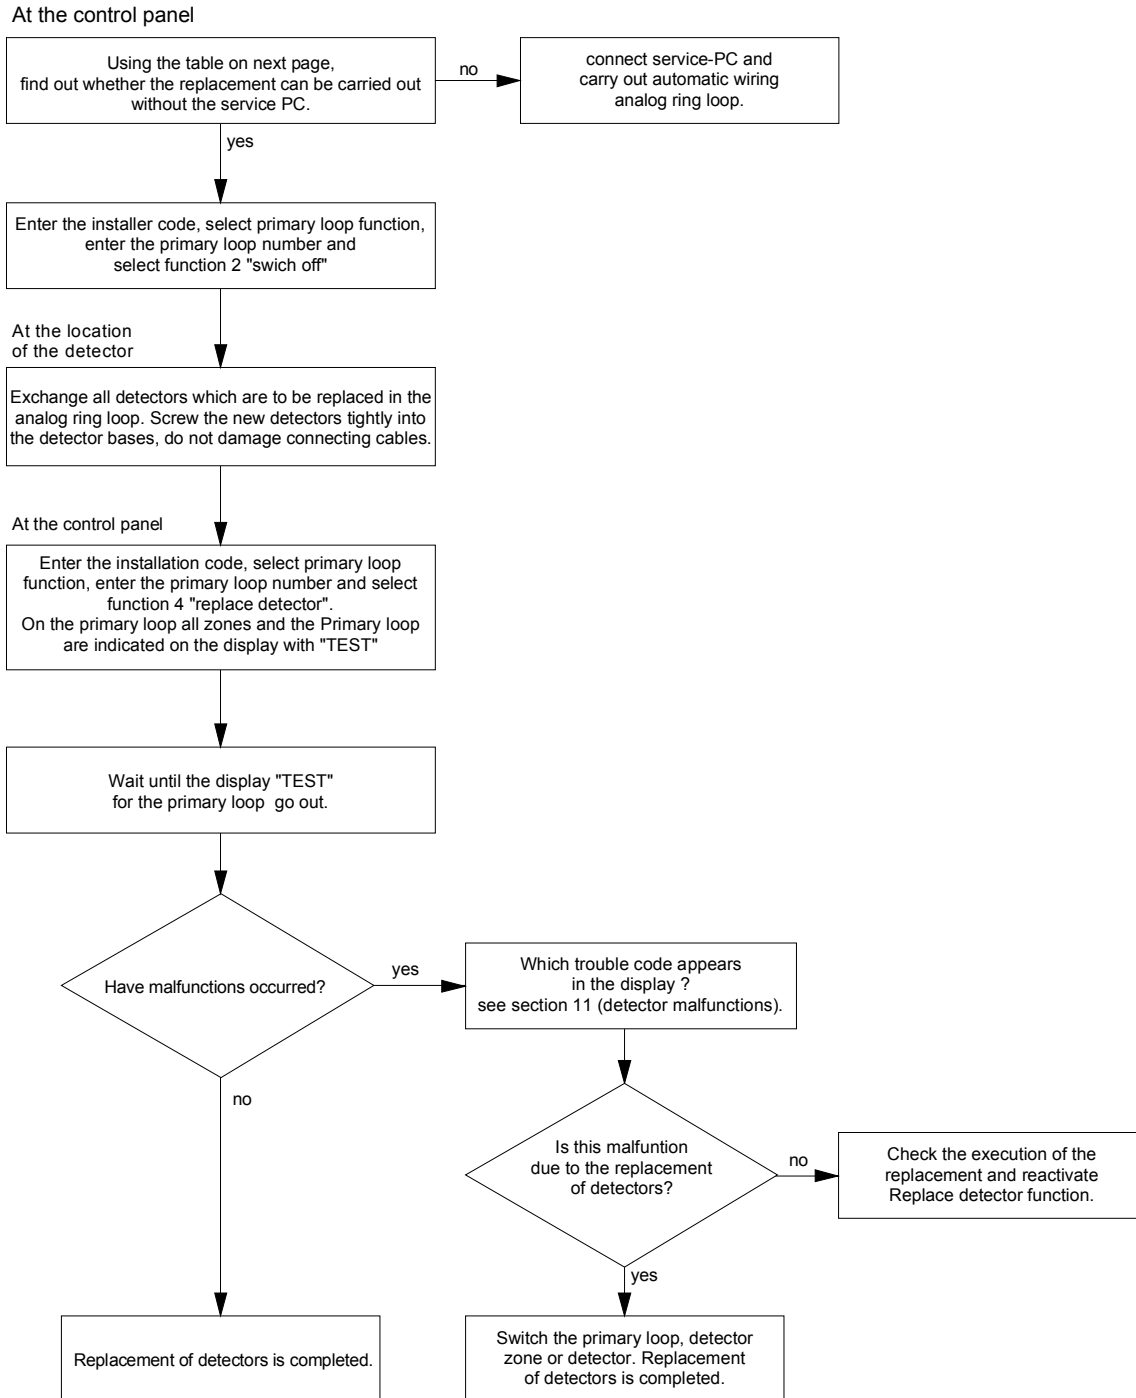 At the control panel
Using the table on next page,
find out whether the replacement can be carried out
without the service PC.
no
connect service-PC and
carry out automatic wiring
analog ring loop.
yes
Enter the installer code, select primary loop function,
enter the primary loop number and
select function 2 "swich off"
At the location
of the detector
Exchange all detectors which are to be replaced in the
analog ring loop. Screw the new detectors tightly into
the detector bases, do not damage connecting cables.
At the control panel
Enter the installation code, select primary loop
function, enter the primary loop number and select
function 4 "replace detector".
On the primary loop all zones and the Primary loop
are indicated on the display with "TEST"
Wait until the display "TEST"
for the primary loop go out.
Have malfunctions occurred?
yes
Which trouble code appears
in the display ?
see section 11 (detector malfunctions).
no
Is this malfuntion
due to the replacement
of detectors?
no
Check the execution of the
replacement and reactivate
Replace detector function.
yes
Replacement of detectors is completed.
Switch the primary loop, detector
zone or detector. Replacement
of detectors is completed.